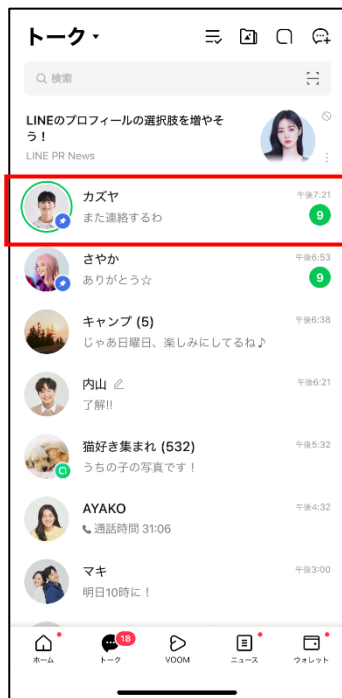 トーク
検索
LINEのプロフィールの選択肢を増やそ
う！
LINE PR News
カズヤ
午後7:21
また連絡するわ
9
さやか
午後6:53
ありがとう☆
9
キャンプ (5)
午後6:38
じゃあ日曜日、楽しみにしてるね♪
内山
午後6:21
了解!!
猫好き集まれ (532)
午後5:32
うちの子の写真です！
AYAKO
午後4:32
通話時間 31:06
マキ
午後3:00
明日10時に！
18
ホーム
トーク
VOOM
ニュース
ウォレット